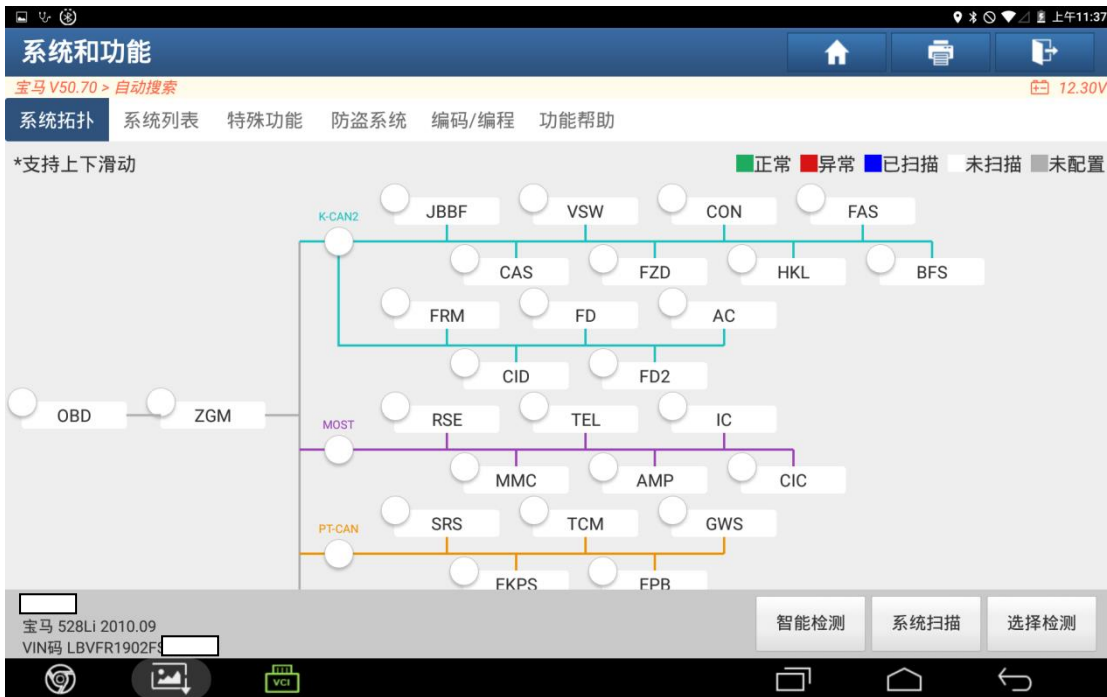 上午11:37
系统和功能
宝马 V50.70 > 自动搜索
12.30V
系统拓扑 系统列表 特殊功能 防盗系统 编码/编程 功能帮助
*支持上下滑动
正常 异常 已扫描 未扫描 未配置
K-CAN2
JBBF VSW CON FAS
CAS FZD HKL BFS
FRM FD AC
CID FD2
OBD ZGM
MOST
RSE TEL IC
MMC AMP CIC
PT-CAN
SRS TCM GWS
EKPS EPB
宝马 528Li 2010.09
VIN码 LBVFR1902FS
智能检测 系统扫描 选择检测
VCI